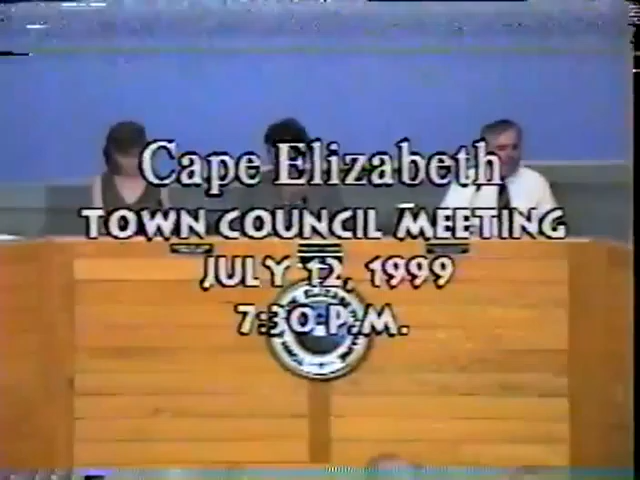 Cape Elizabeth
TOWN COUNCIL MEETING
JULY 12, 1999
7:30 P.M.